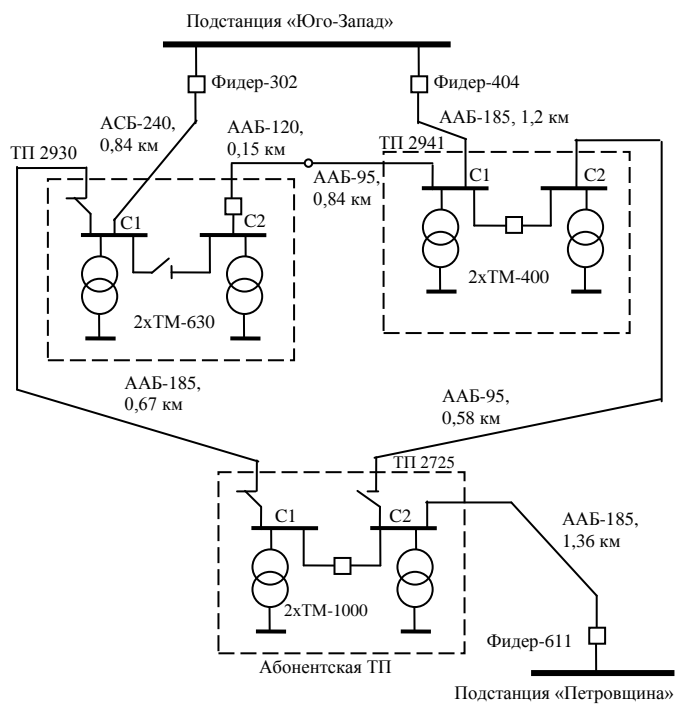 Подстанция «Юго-Запад»
Фидер-302
Фидер-404
АСБ-240,
0,84 км
ААБ-120,
0,15 км
ААБ-185, 1,2 км
ТП 2930
ТП 2941
ААБ-95,
0,84 км
С1
С2
С1
С2
2хТМ-630
2хТМ-400
ААБ-185,
0,67 км
ААБ-95,
0,58 км
ТП 2725
С1
С2
ААБ-185,
1,36 км
2хТМ-1000
Фидер-611
Абонентская ТП
Подстанция «Петровщина»